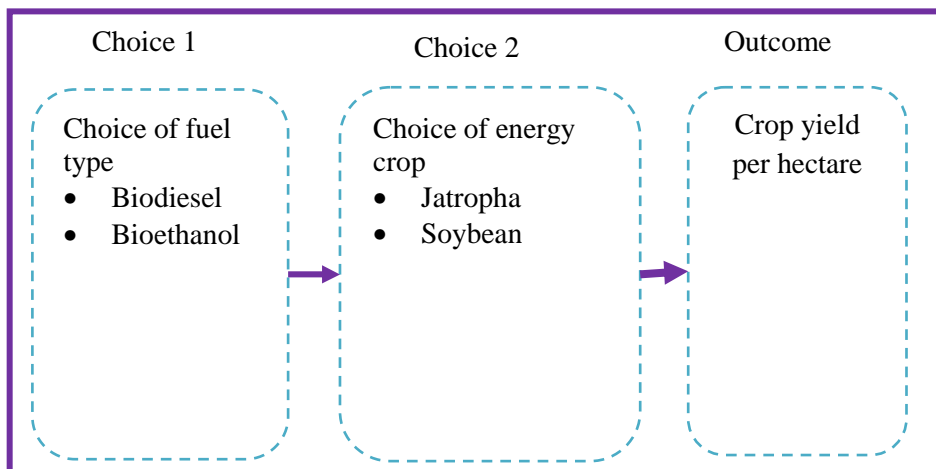 Choice 1
Choice 2
Outcome
Choice of fuel
type
• Biodiesel
• Bioethanol
Choice of energy
crop
• Jatropha
• Soybean
Crop yield
per hectare